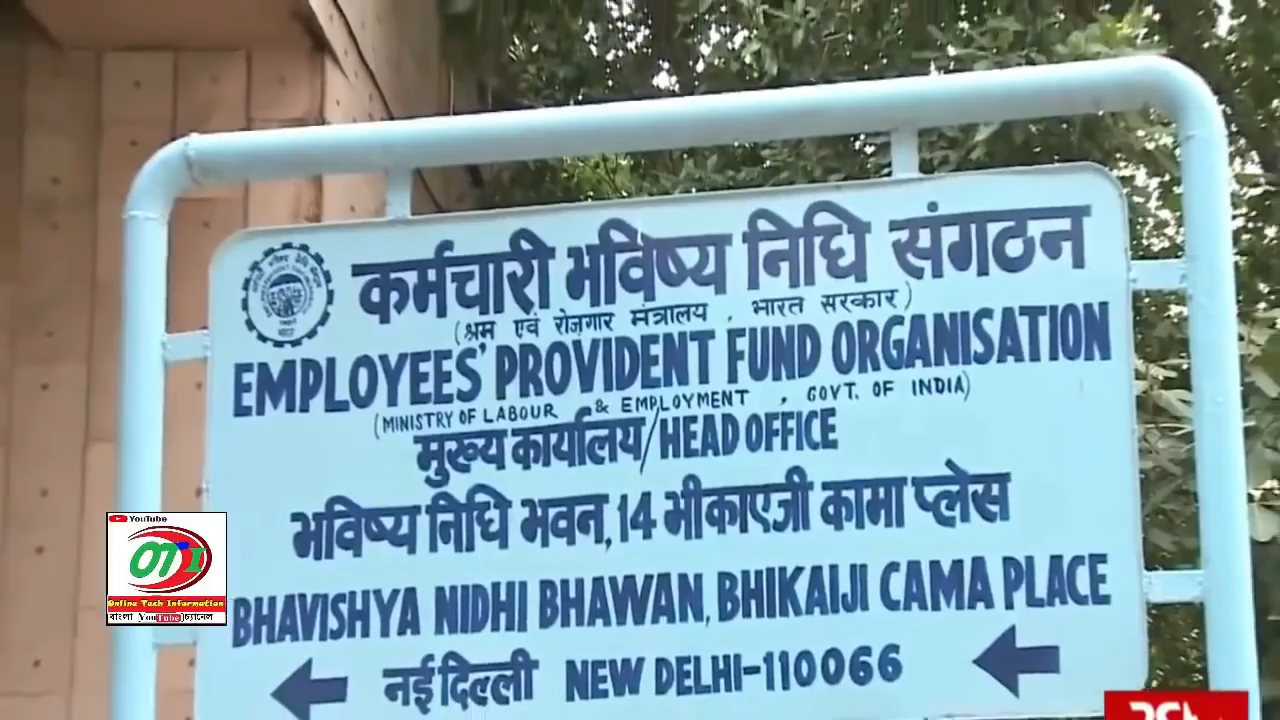 कर्मचारी भविष्य निधि संगठन
(श्रम एवं रोजगार मंत्रालय , भारत सरकार)
EMPLOYEES' PROVIDENT FUND ORGANISATION
(MINISTRY OF LABOUR & EMPLOYMENT , GOVT. OF INDIA)
मुख्य कार्यालय/HEAD OFFICE
भविष्य निधि भवन, 14 भीकाएजी कामा प्लेस
BHAVISHYA NIDHI BHAWAN, BHIKAIJI CAMA PLACE
नई दिल्ली NEW DELHI-110066
YouTube
OTI
Online Tech Information
বাংলা YouTube চ্যানেল